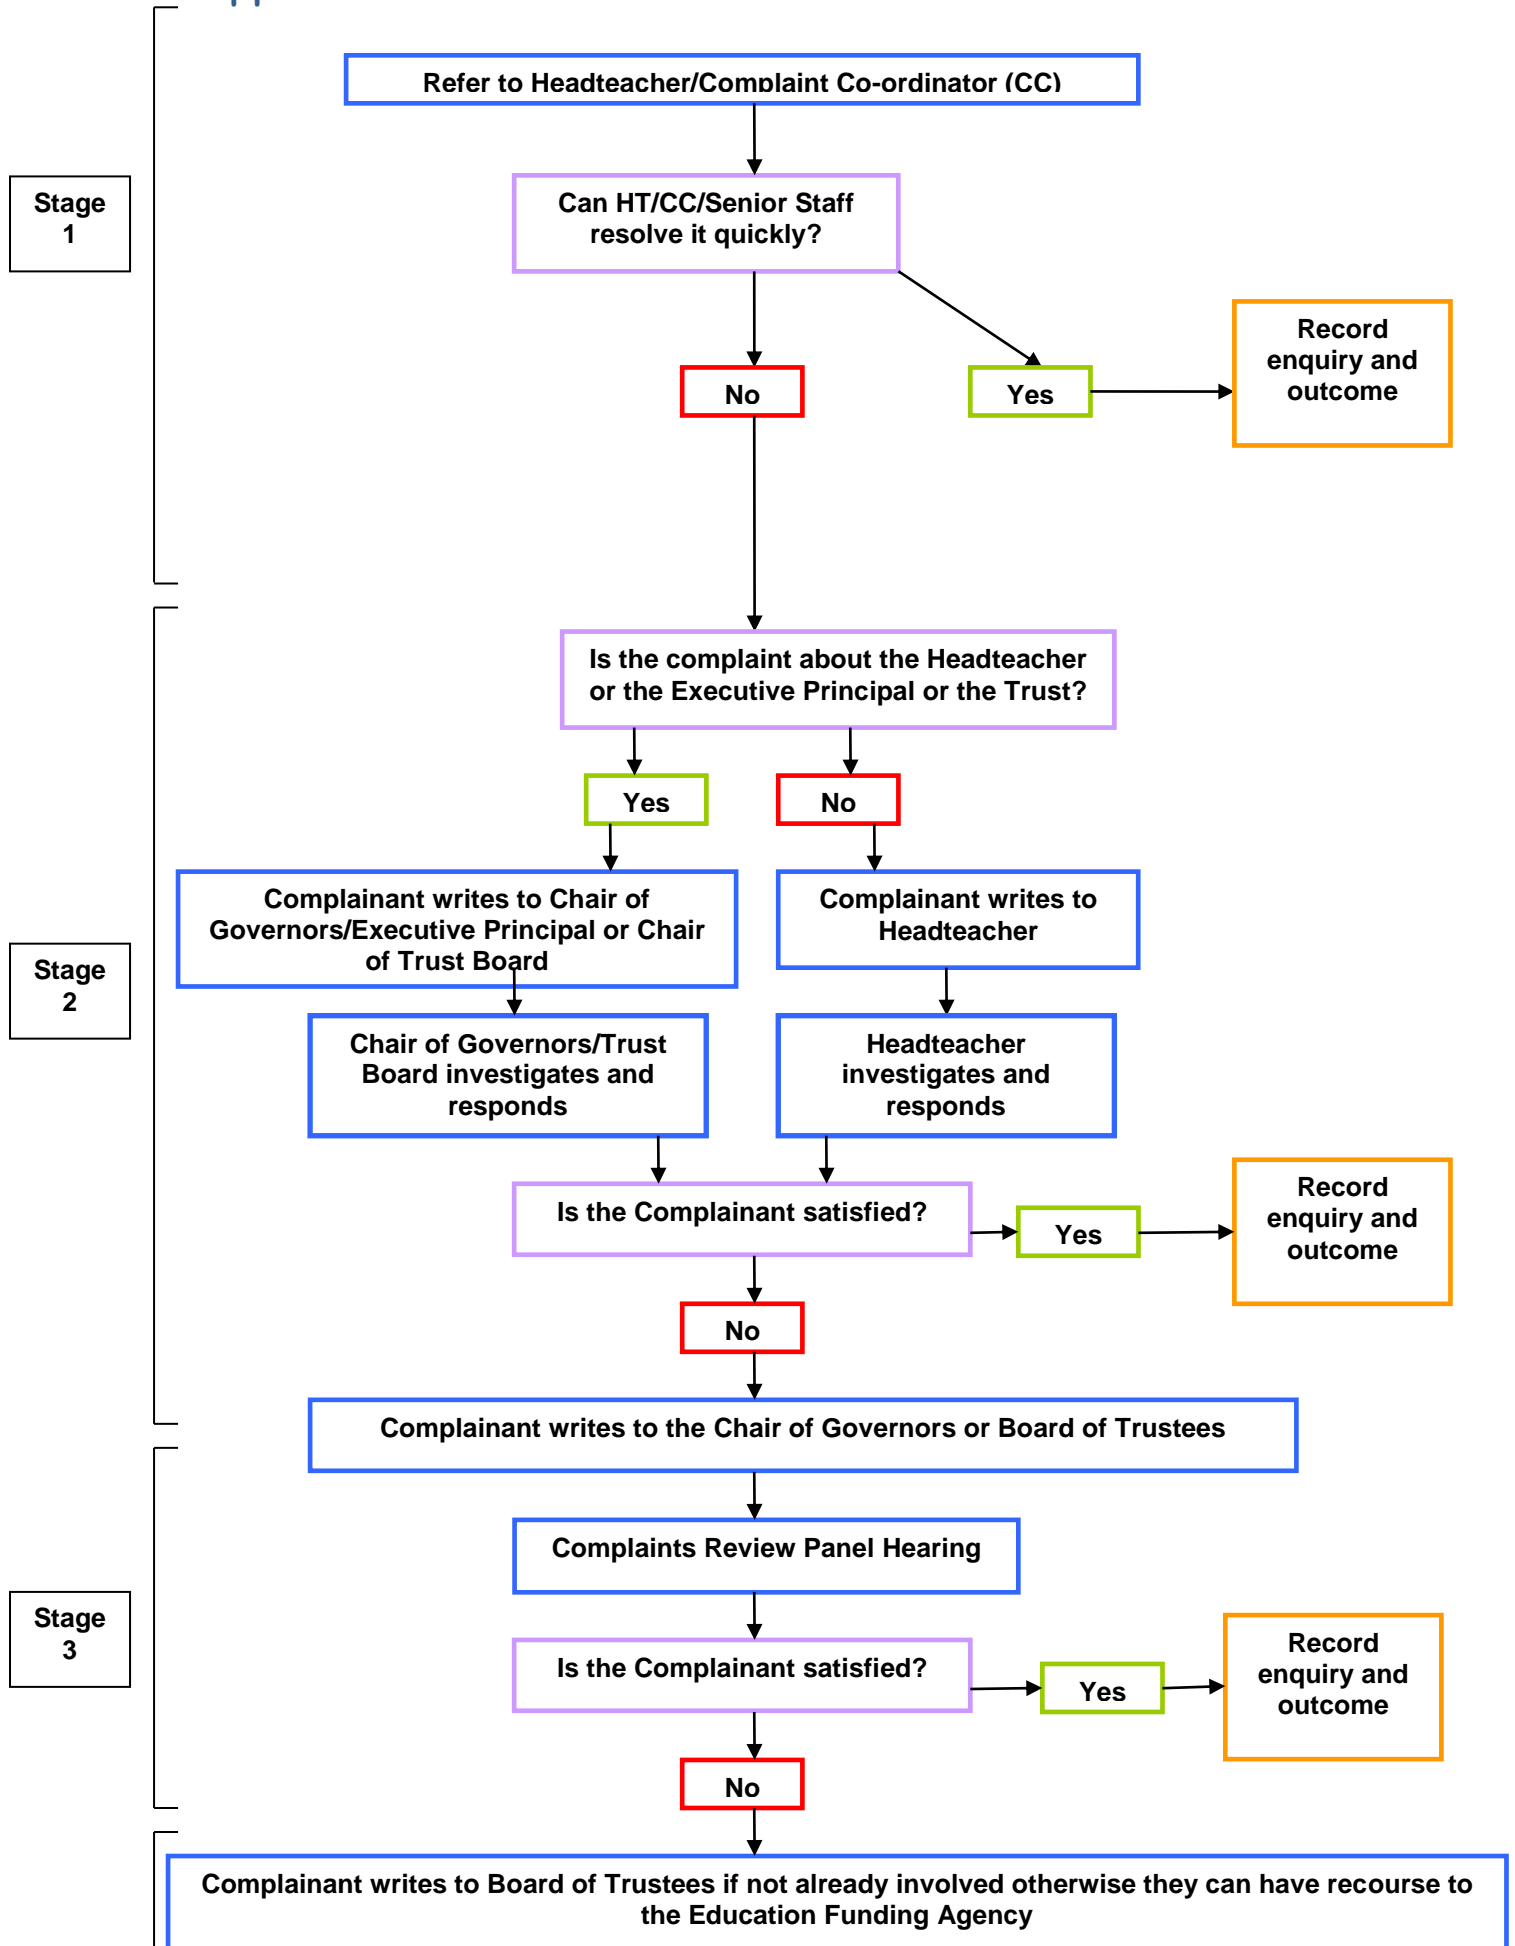 Refer to Headteacher/Complaint Co-ordinator (CC)
Stage
1
Can HT/CC/Senior Staff
resolve it quickly?
Record
enquiry and
outcome
No
Yes
Is the complaint about the Headteacher
or the Executive Principal or the Trust?
Yes
No
Complainant writes to Chair of
Governors/Executive Principal or Chair
of Trust Board
Complainant writes to
Headteacher
Stage
2
Chair of Governors/Trust
Board investigates and
responds
Headteacher
investigates and
responds
Is the Complainant satisfied?
Yes
Record
enquiry and
outcome
No
Complainant writes to the Chair of Governors or Board of Trustees
Complaints Review Panel Hearing
Stage
3
Is the Complainant satisfied?
Yes
Record
enquiry and
outcome
No
Complainant writes to Board of Trustees if not already involved otherwise they can have recourse to
the Education Funding Agency